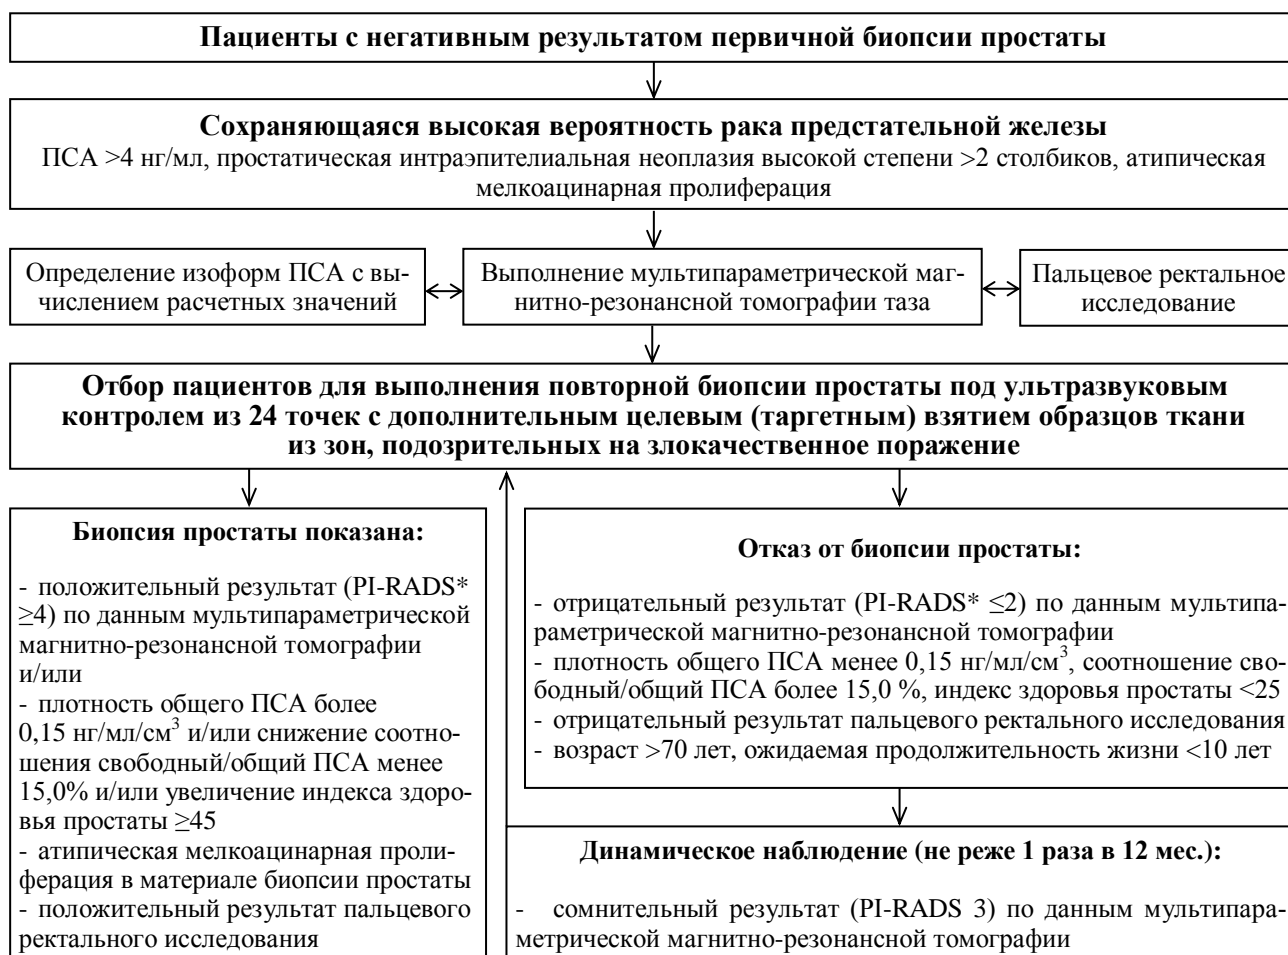 Пациенты с негативным результатом первичной биопсии простаты
Сохраняющаяся высокая вероятность рака предстательной железы
ПСА >4 нг/мл, простатическая интраэпителиальная неоплазия высокой степени >2 столбиков, атипическая
мелкоацинарная пролиферация
Определение изоформ ПСА с вы-
числением расчетных значений
Выполнение мультипараметрической маг-
нитно-резонансной томографии таза
Пальцевое ректальное
исследование
Отбор пациентов для выполнения повторной биопсии простаты под ультразвуковым
контролем из 24 точек с дополнительным целевым (таргетным) взятием образцов ткани
из зон, подозрительных на злокачественное поражение
Биопсия простаты показана:
- положительный результат (PI-RADS*
≥4) по данным мультипараметрической
магнитно-резонансной томографии
и/или
- плотность общего ПСА более
0,15 нг/мл/см³ и/или снижение соотно-
шения свободный/общий ПСА менее
15,0% и/или увеличение индекса здоро-
вья простаты ≥45
- атипическая мелкоацинарная проли-
ферация в материале биопсии простаты
- положительный результат пальцевого
ректального исследования
Отказ от биопсии простаты:
- отрицательный результат (PI-RADS* ≤2) по данным мультипа-
раметрической магнитно-резонансной томографии
- плотность общего ПСА менее 0,15 нг/мл/см³, соотношение сво-
бодный/общий ПСА более 15,0 %, индекс здоровья простаты <25
- отрицательный результат пальцевого ректального исследования
- возраст >70 лет, ожидаемая продолжительность жизни <10 лет
Динамическое наблюдение (не реже 1 раза в 12 мес.):
- сомнительный результат (PI-RADS 3) по данным мультипара-
метрической магнитно-резонансной томографии